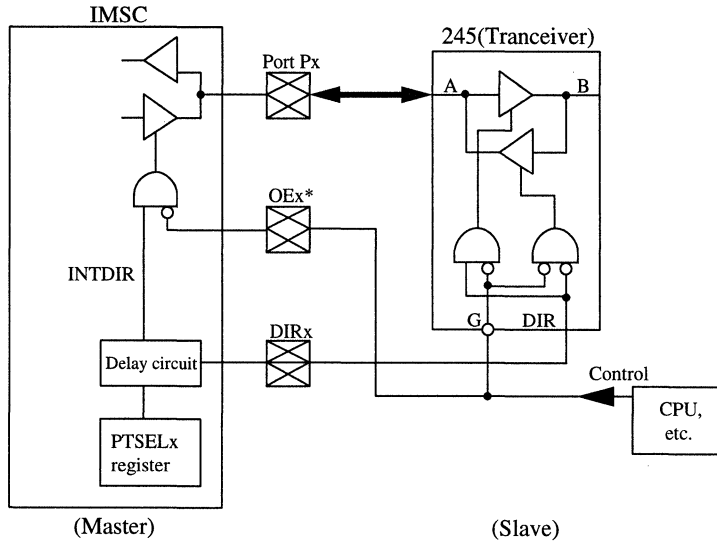 IMSC
245(Tranceiver)
Port Px
A
B
OEx*
INTDIR
G
DIR
DIRx
Delay circuit
Control
CPU,
etc.
PTSELx
register
(Master)
(Slave)